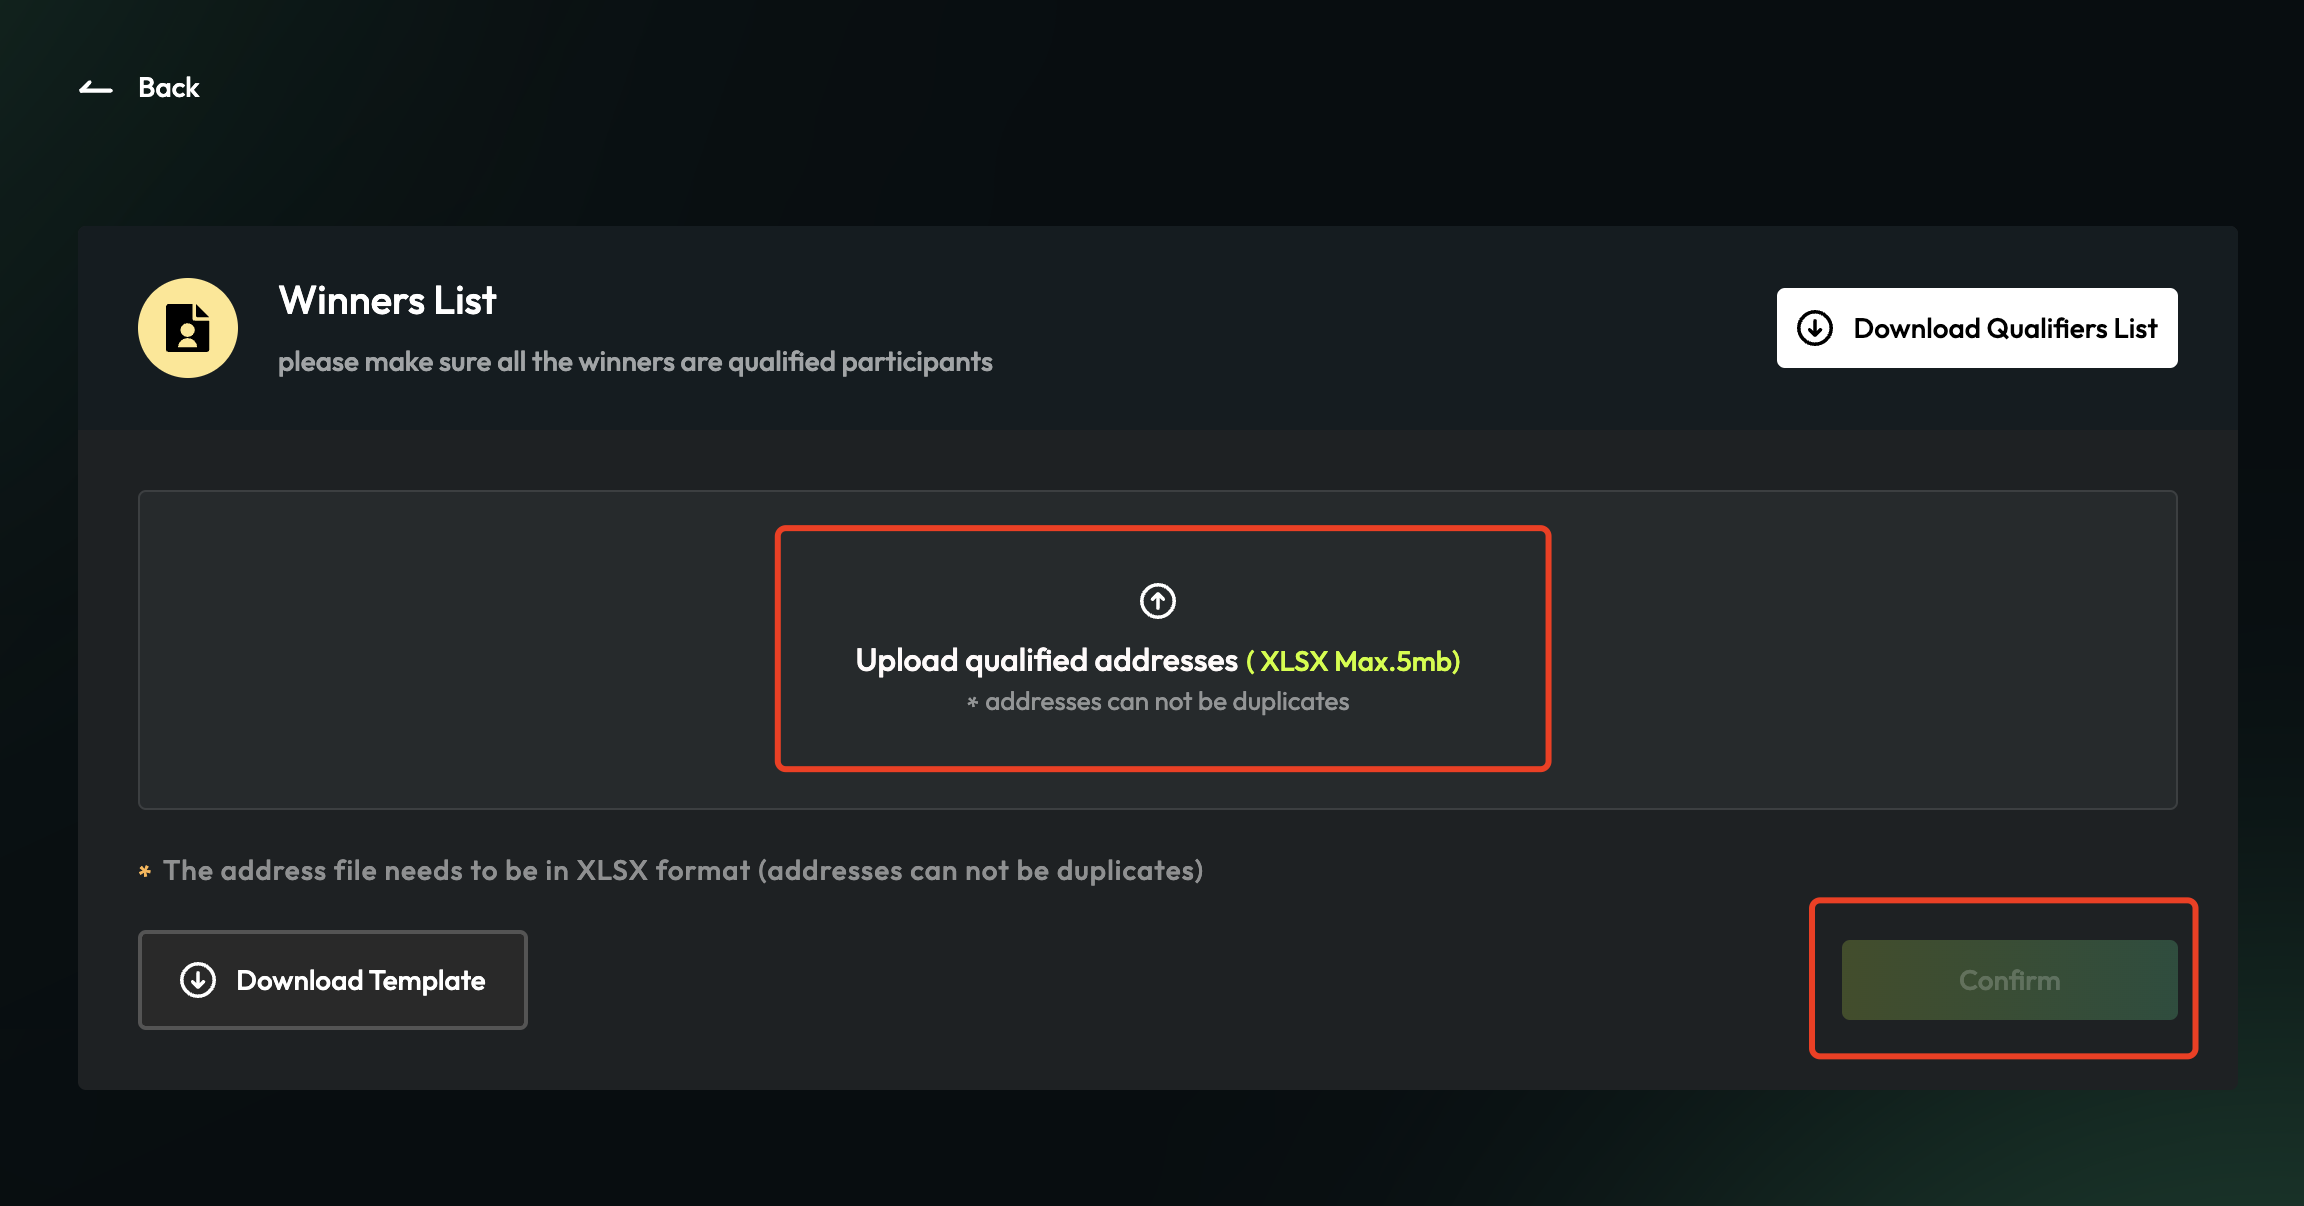 Back
Winners List
please make sure all the winners are qualified participants
Download Qualifiers List
Upload qualified addresses ( XLSX Max.5mb)
* addresses can not be duplicates
* The address file needs to be in XLSX format (addresses can not be duplicates)
Download Template
Confirm